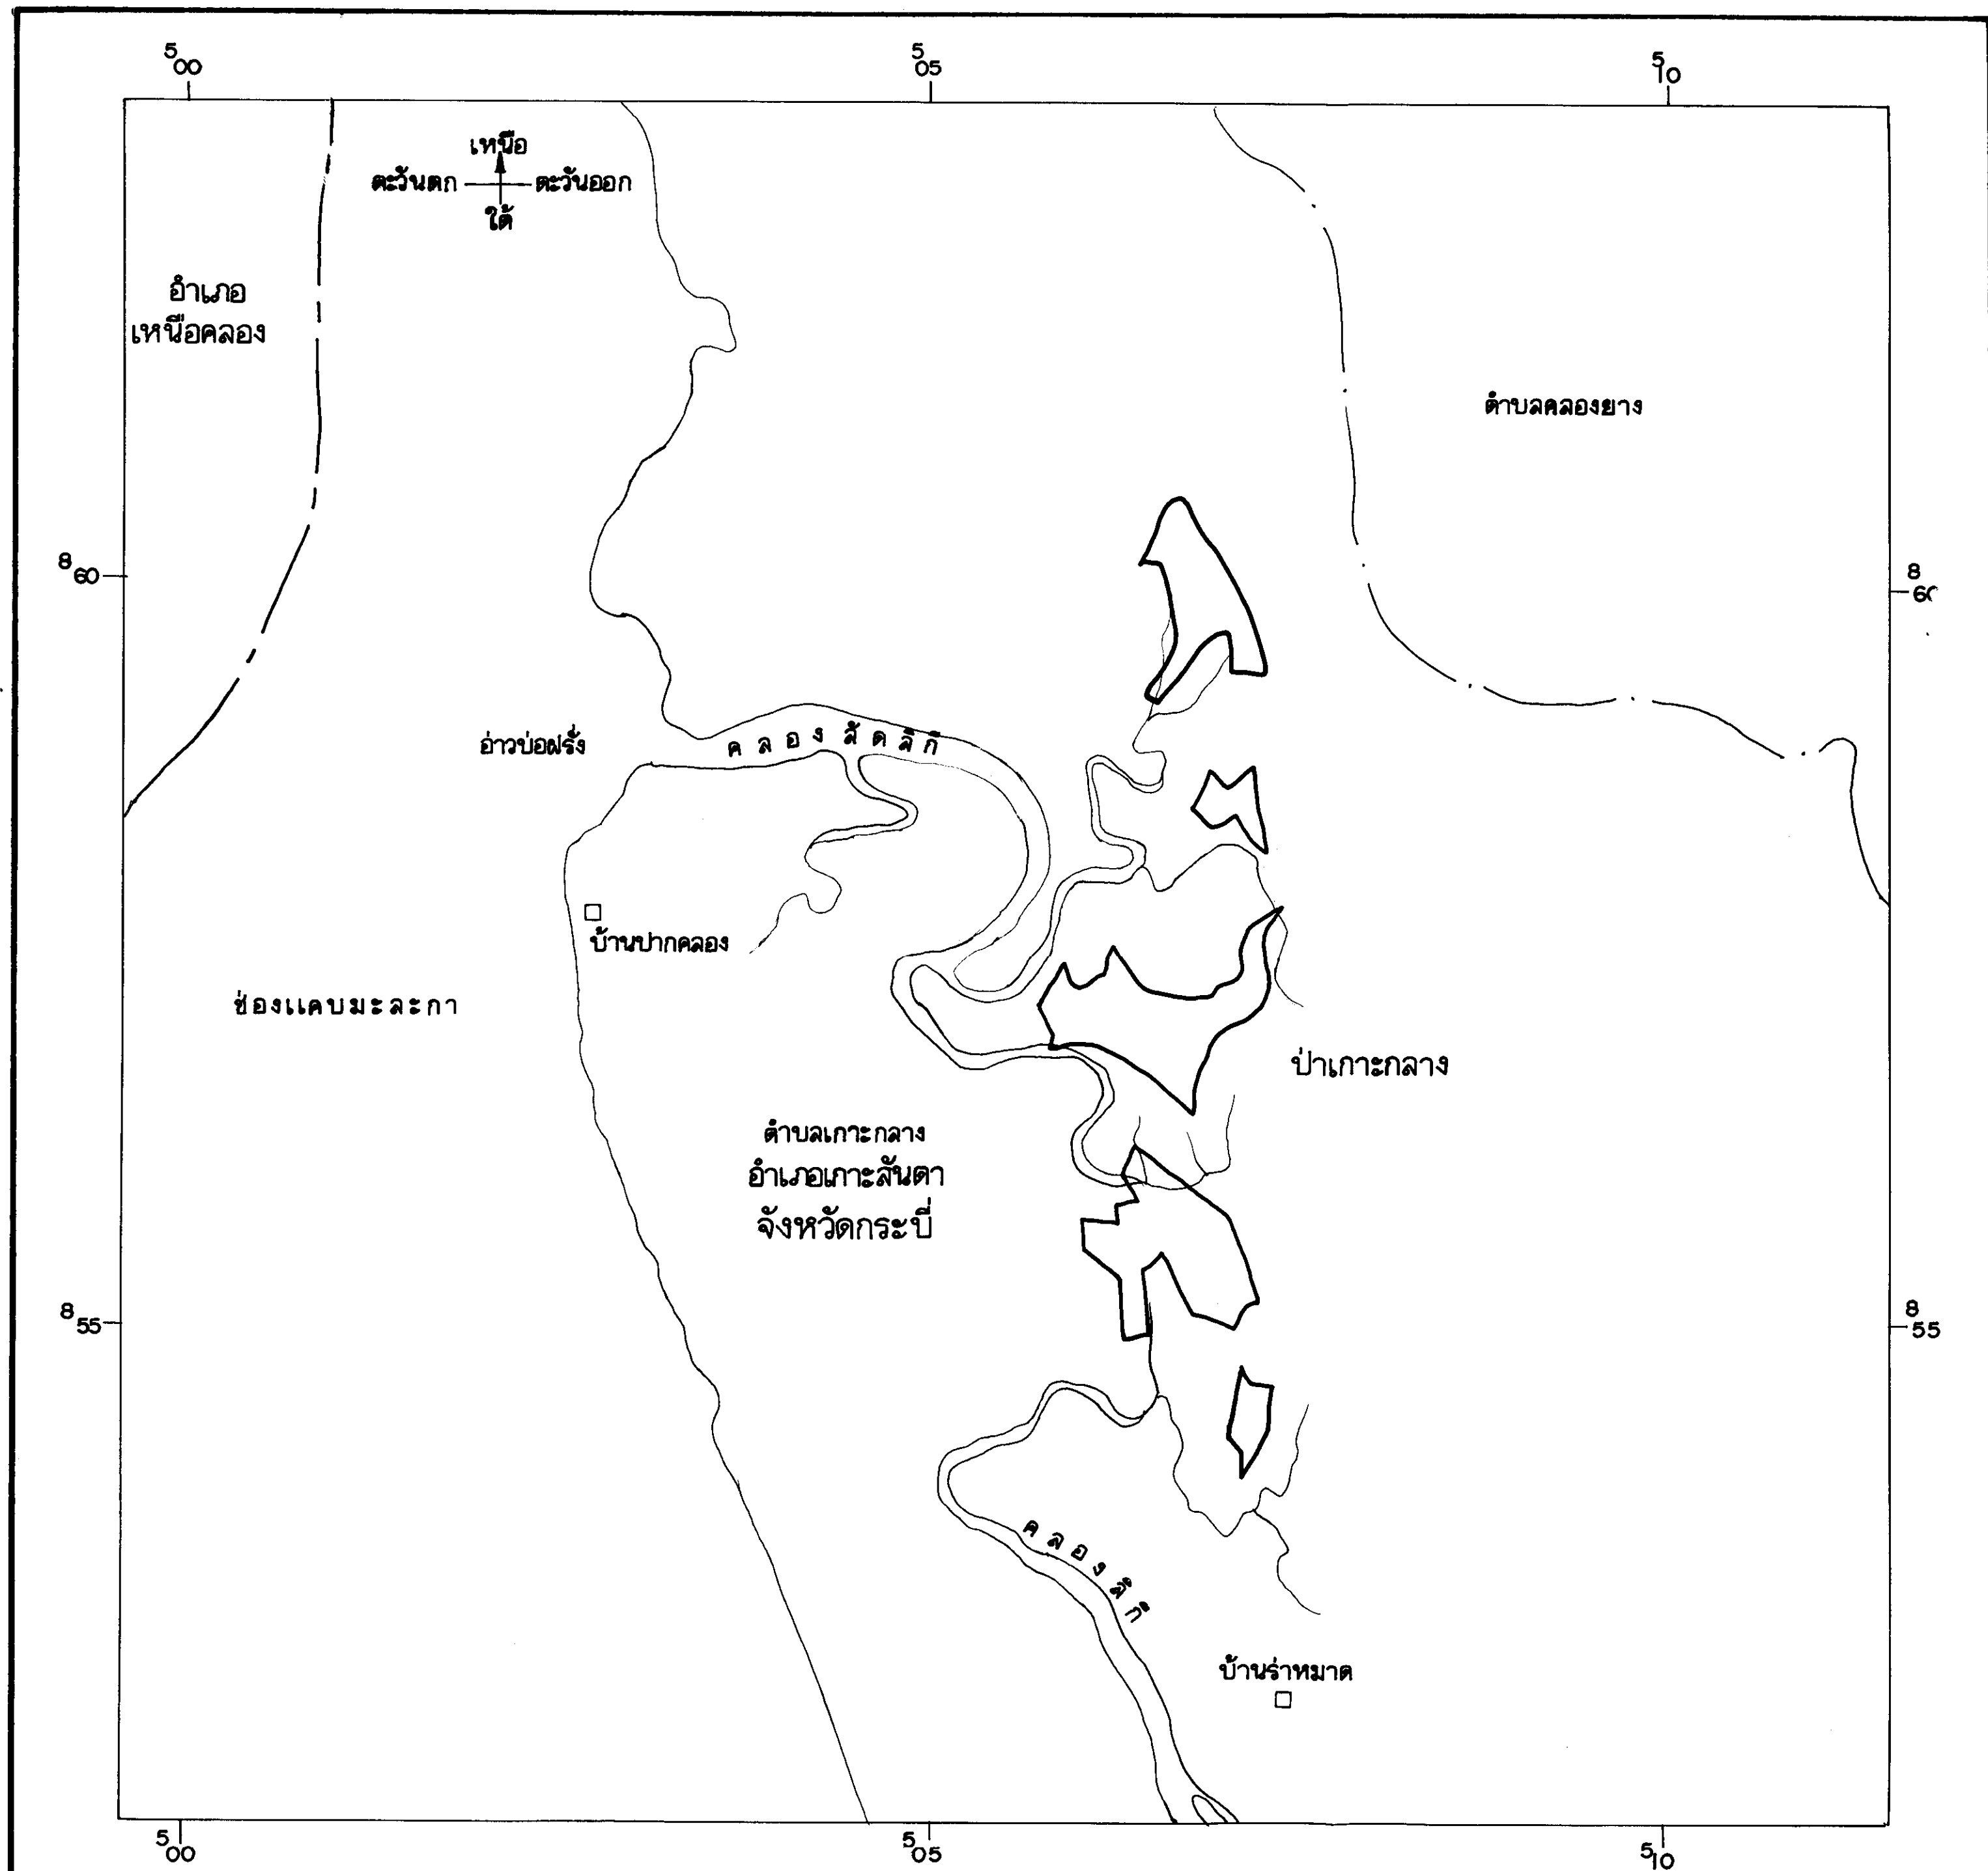 5 00
5 05
5 10
เหนือ
ตะวันตก ตะวันออก
ใต้
อำเภอ
เหนือคลอง
ตำบลคลองยาง
8 60
8 60
อ่าวบ่อฝรั่ง
คลองลัดลิกี
บ้านปากคลอง
ช่องแคบมะละกา
ป่าเกาะกลาง
ตำบลเกาะกลาง
อำเภอเกาะลันตา
จังหวัดกระบี่
8 55
8 55
คลองลิกี
บ้านร่าหมาด
5 00
5 05
5 10